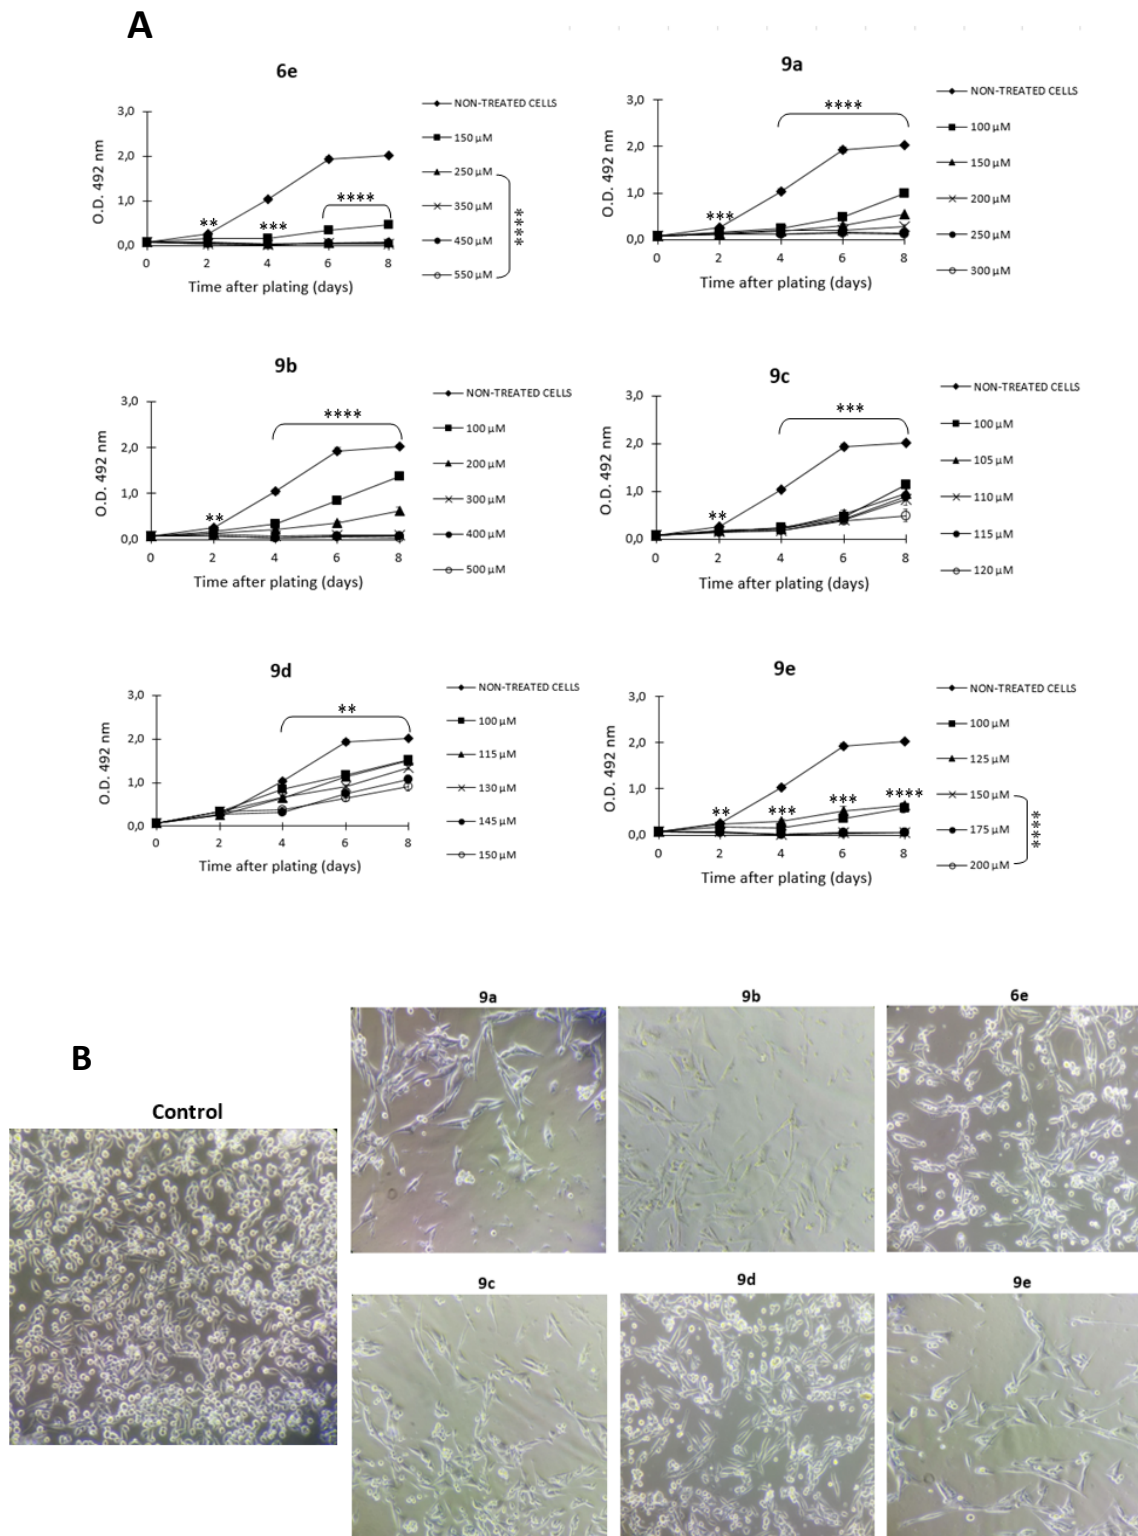 A
6e
3,0
2,0
1,0
0,0
O.D. 492 nm
0 2 4 6 8
Time after plating (days)
** *** ****
NON-TREATED CELLS
150 µM
250 µM
350 µM
450 µM
550 µM
****
9a
3,0
2,0
1,0
0,0
O.D. 492 nm
0 2 4 6 8
Time after plating (days)
*** ****
NON-TREATED CELLS
100 µM
150 µM
200 µM
250 µM
300 µM
9b
3,0
2,0
1,0
0,0
O.D. 492 nm
0 2 4 6 8
Time after plating (days)
** ****
NON-TREATED CELLS
100 µM
200 µM
300 µM
400 µM
500 µM
9c
3,0
2,0
1,0
0,0
O.D. 492 nm
0 2 4 6 8
Time after plating (days)
** ***
NON-TREATED CELLS
100 µM
105 µM
110 µM
115 µM
120 µM
9d
3,0
2,0
1,0
0,0
O.D. 492 nm
0 2 4 6 8
Time after plating (days)
**
NON-TREATED CELLS
100 µM
115 µM
130 µM
145 µM
150 µM
9e
3,0
2,0
1,0
0,0
O.D. 492 nm
0 2 4 6 8
Time after plating (days)
** *** *** ****
NON-TREATED CELLS
100 µM
125 µM
150 µM
175 µM
200 µM
****
B
Control
9a
9b
6e
9c
9d
9e